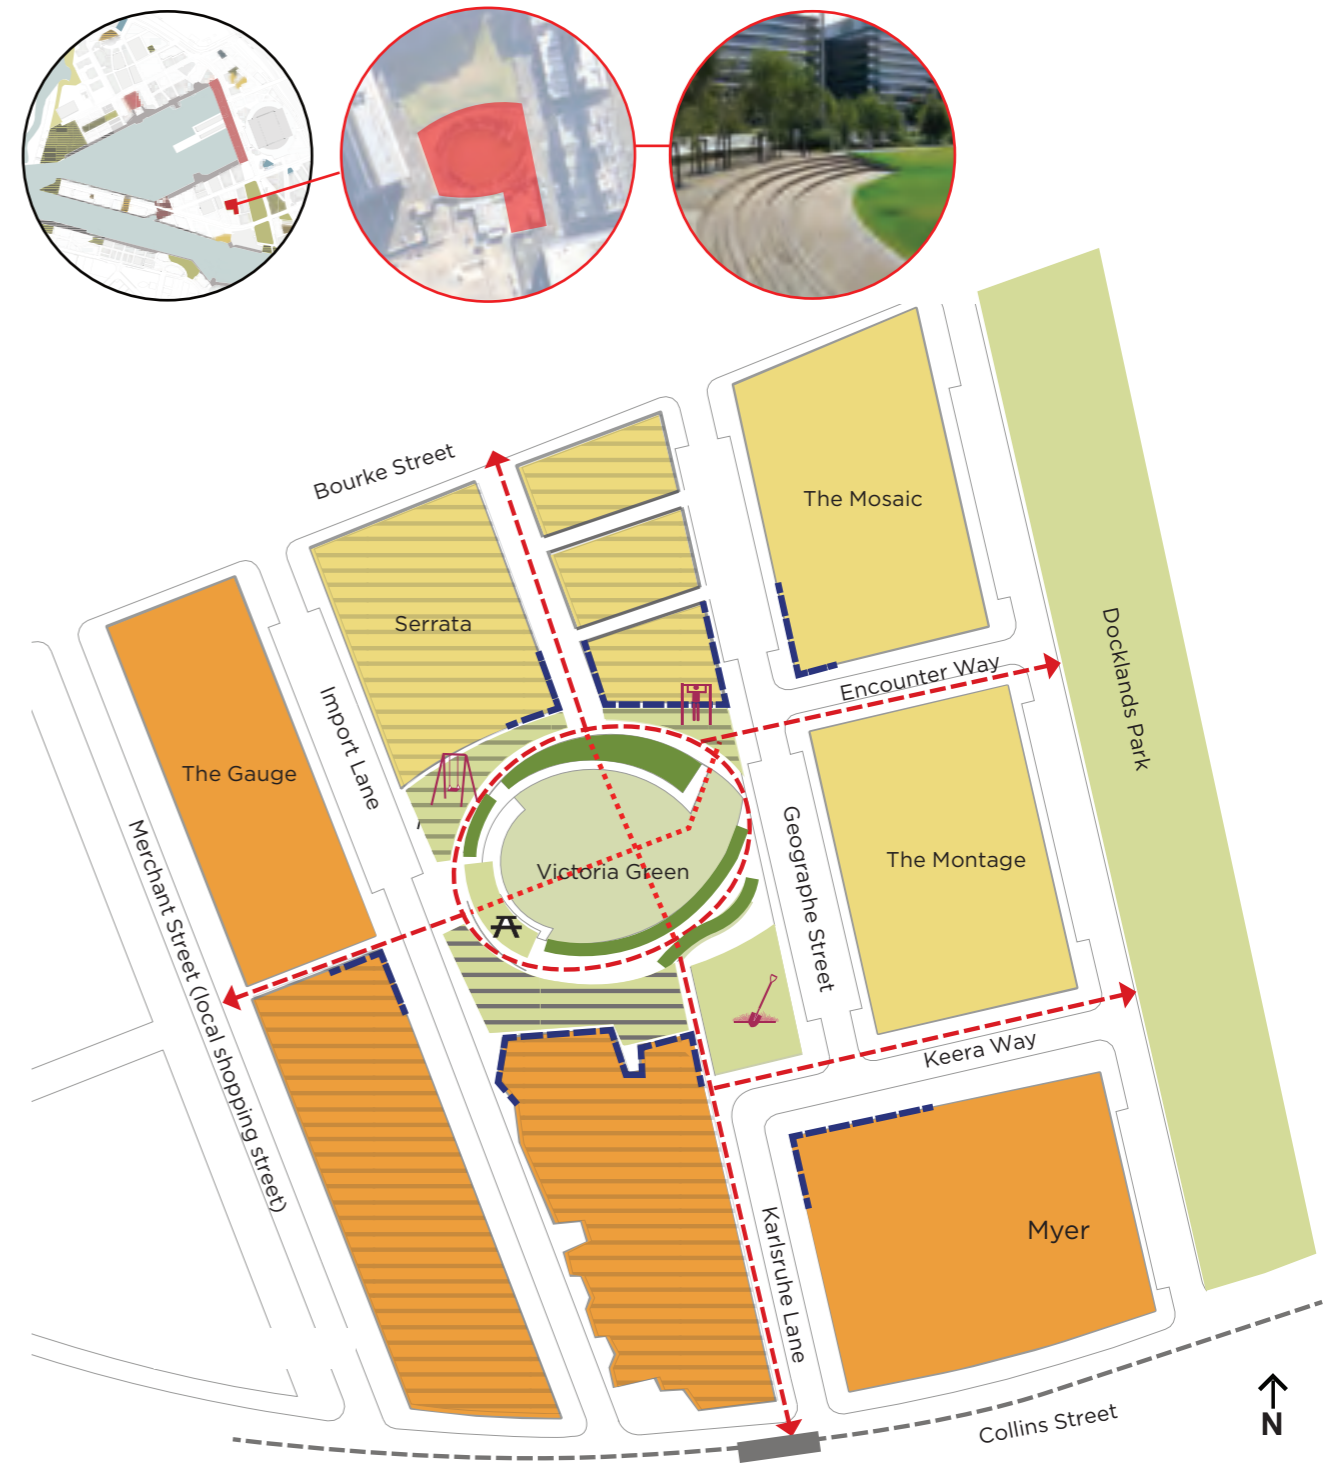 Bourke Street
The Mosaic
Serrata
Encounter Way
Docklands Park
Import Lane
The Gauge
Victoria Green
Geographe Street
The Montage
Merchant Street (local shopping street)
Keera Way
Karlsruhe Lane
Myer
Collins Street
N